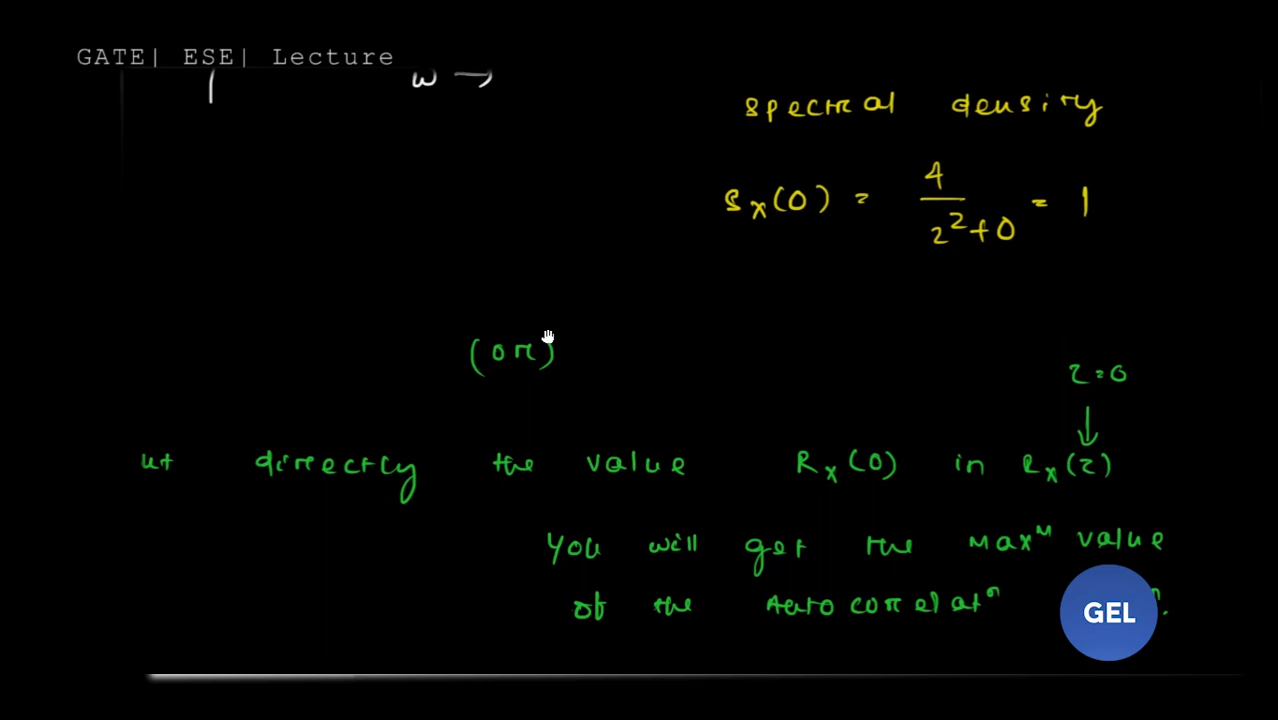 GATE| ESE| Lecture
ω →
spectral density
Sx(0) = 4 / 2²+0 = 1
(or)
τ=0
↓
ut directly the value Rx(0) in Rx(τ)
You will get the Maxᵐ value
of the Autocorrelatⁿ n.
GEL